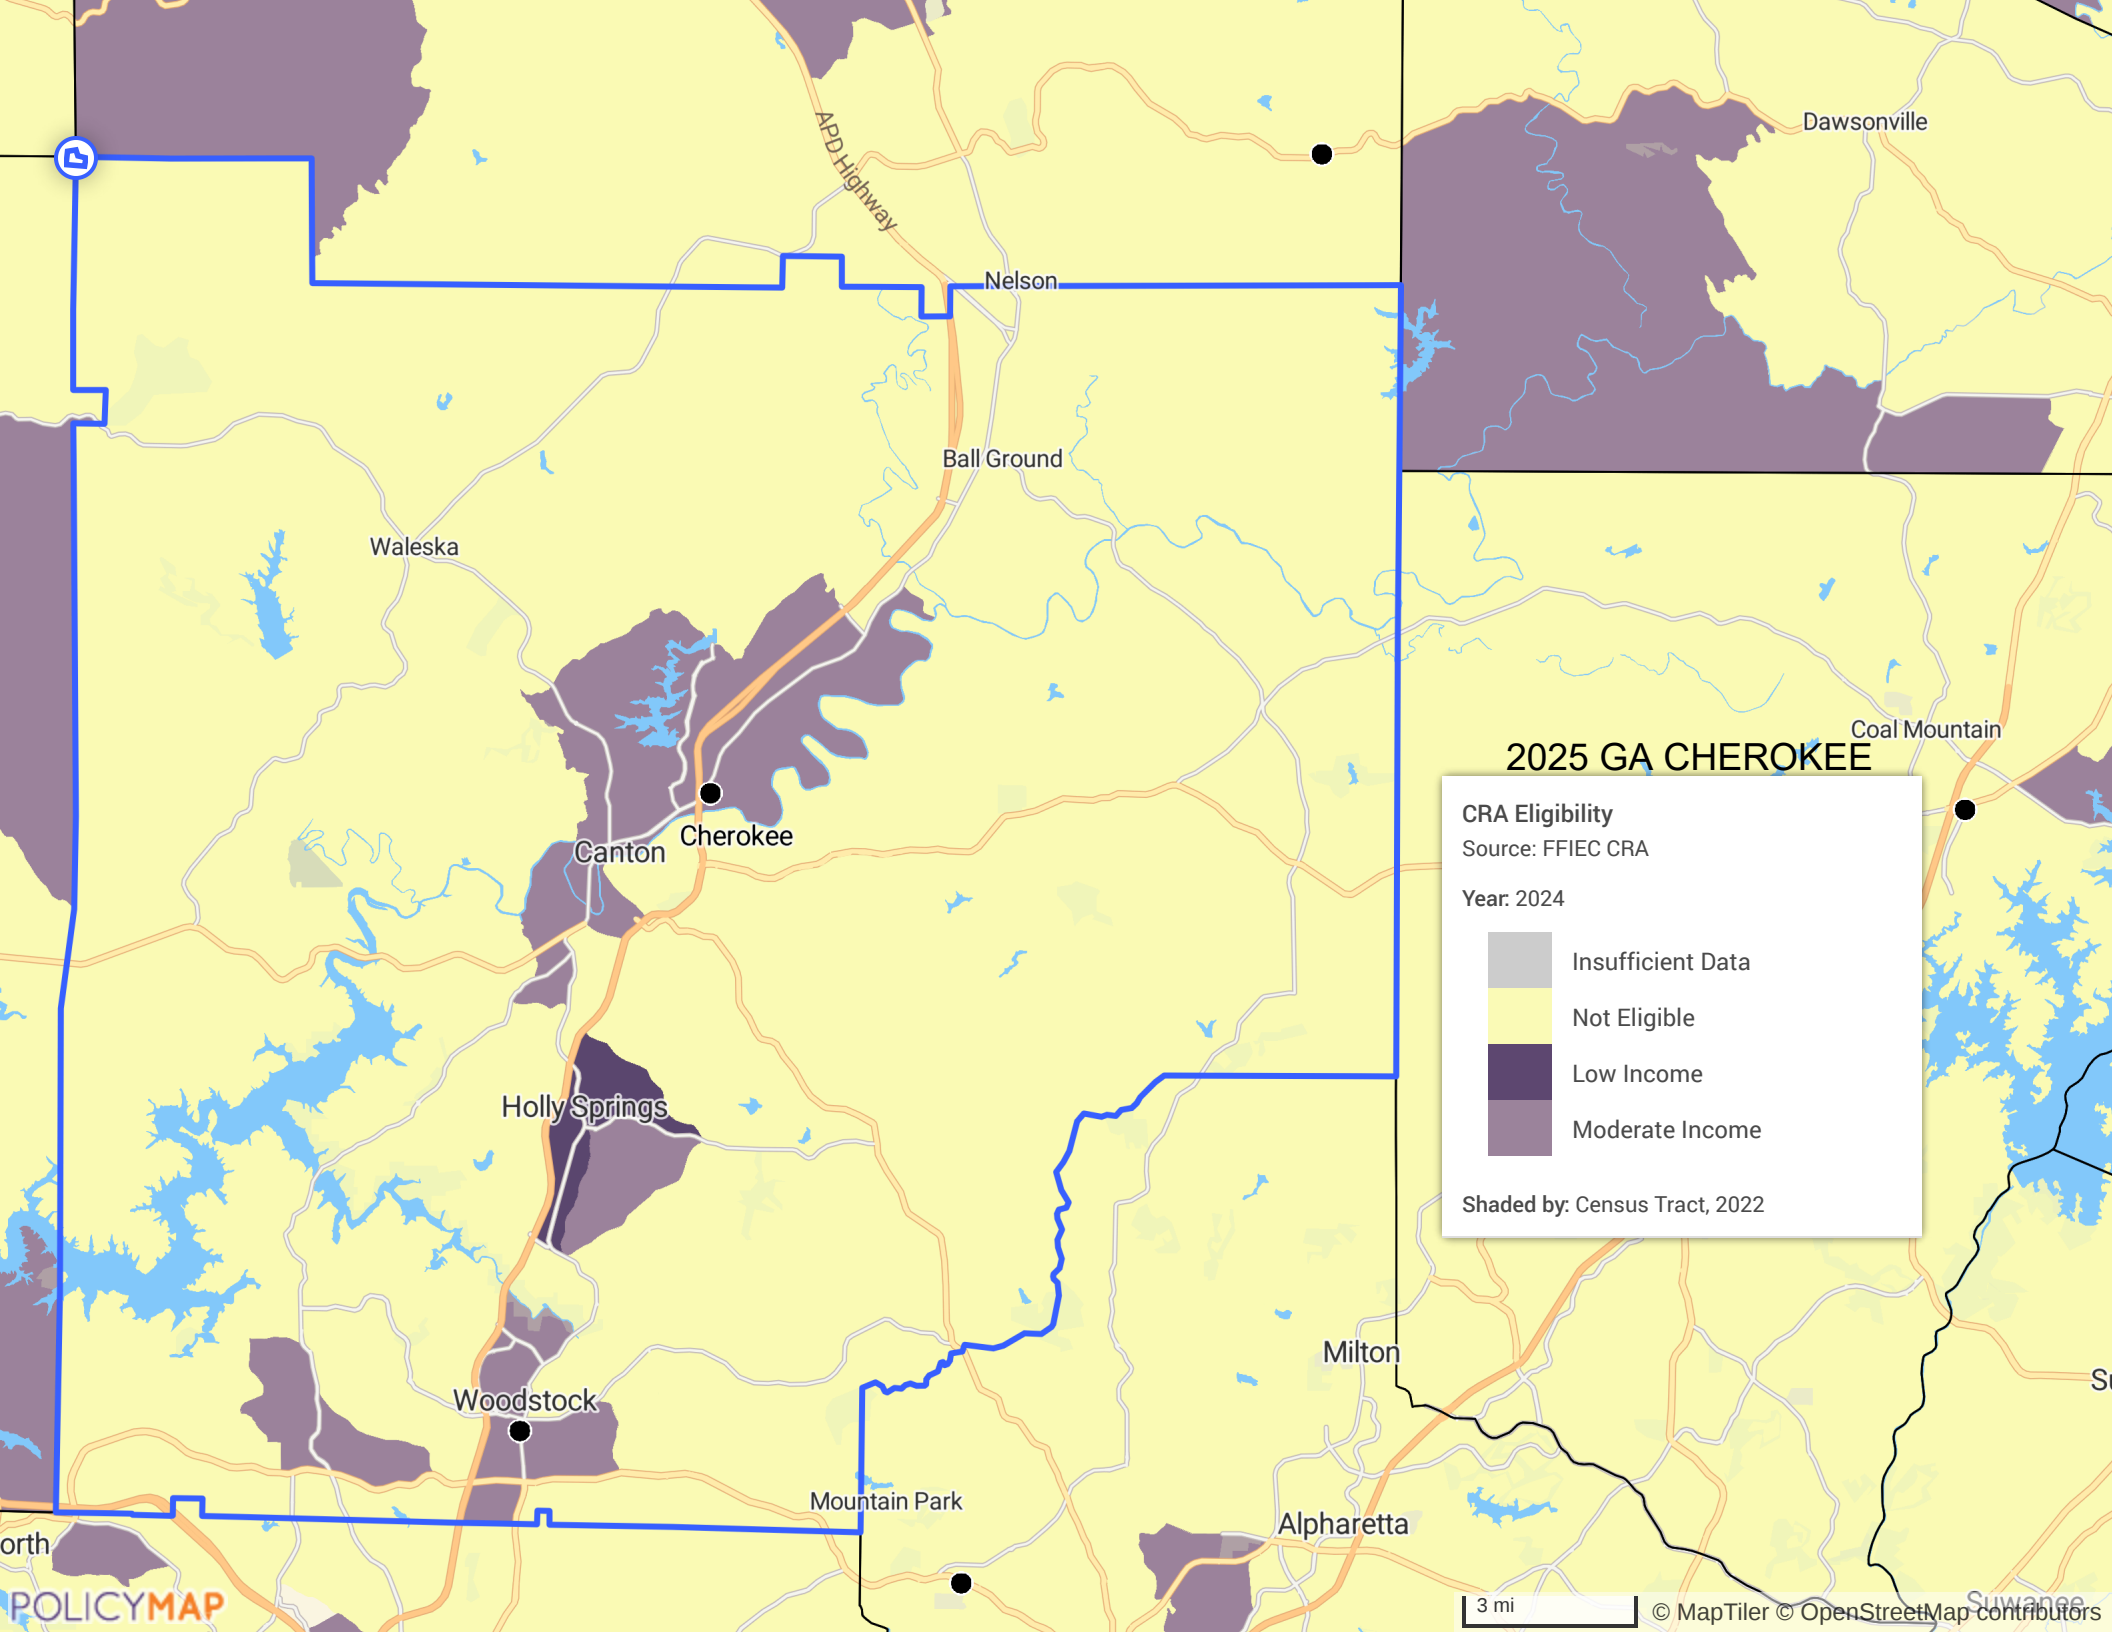 Dawsonville
APD Highway
Nelson
Ball Ground
Waleska
Coal Mountain
2025 GA CHEROKEE
CRA Eligibility
Source: FFIEC CRA
Year: 2024
Insufficient Data
Not Eligible
Low Income
Moderate Income
Shaded by: Census Tract, 2022
Cherokee
Canton
Holly Springs
Milton
Su
Woodstock
Mountain Park
Alpharetta
orth
POLICYMAP
3 mi
Suwanee
© MapTiler © OpenStreetMap contributors